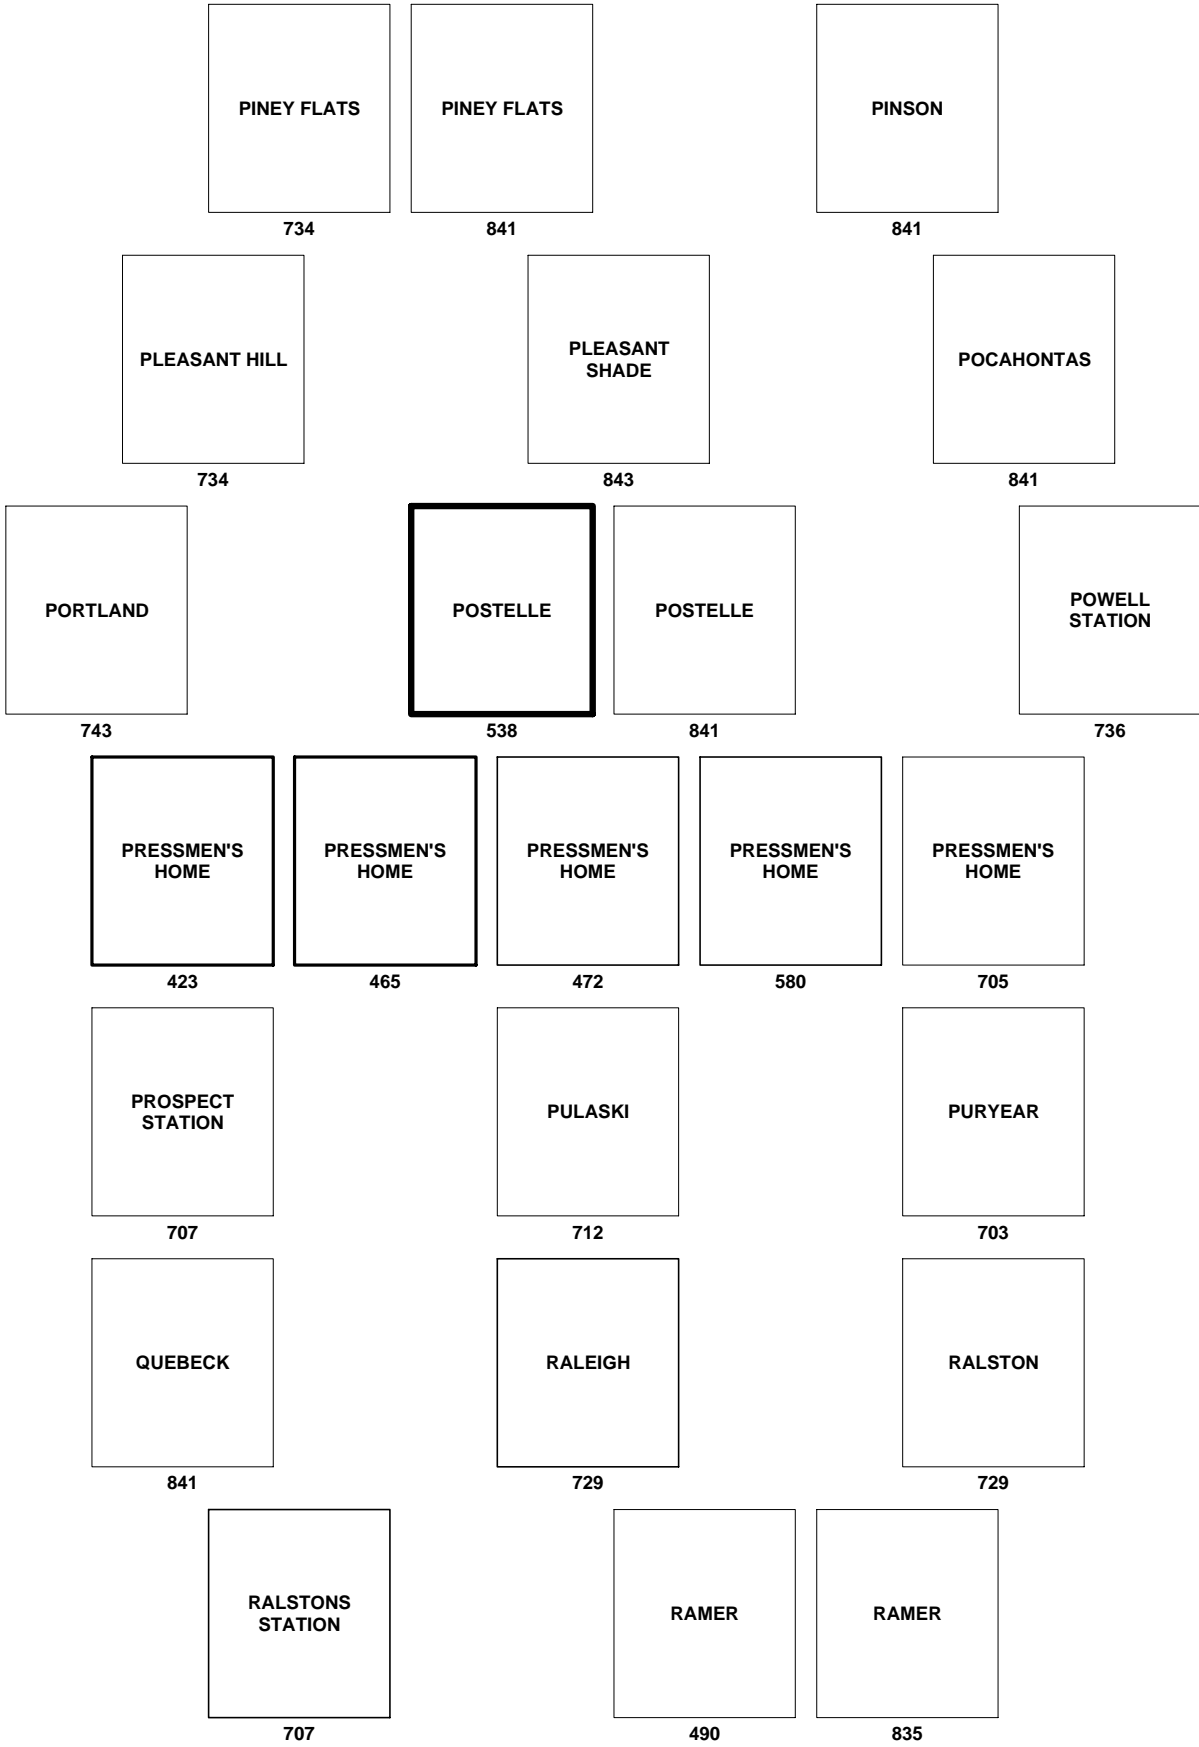 PINEY FLATS
734
PINEY FLATS
841
PINSON
841
PLEASANT HILL
734
PLEASANT
SHADE
843
POCAHONTAS
841
PORTLAND
743
POSTELLE
538
POSTELLE
841
POWELL
STATION
736
PRESSMEN'S
HOME
423
PRESSMEN'S
HOME
465
PRESSMEN'S
HOME
472
PRESSMEN'S
HOME
580
PRESSMEN'S
HOME
705
PROSPECT
STATION
707
PULASKI
712
PURYEAR
703
QUEBECK
841
RALEIGH
729
RALSTON
729
RALSTONS
STATION
707
RAMER
490
RAMER
835